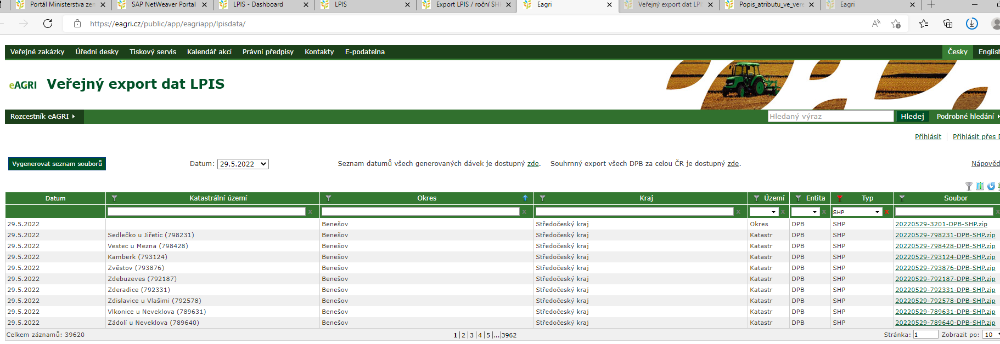 Portál Ministerstva zem
SAP NetWeaver Portal
LPIS - Dashboard
LPIS
Export LPIS / roční SH
Eagri
Veřejný export dat LPI
Popis_atributu_ve_vere
Eagri
https://eagri.cz/public/app/eagriapp/lpisdata/
Veřejné zakázky Úřední desky Tiskový servis Kalendář akcí Právní předpisy Kontakty E-podatelna Česky English
eAGRI Veřejný export dat LPIS
Rozcestník eAGRI Hledaný výraz Hledej Podrobné hledání
Přihlásit Přihlásit přes
Vygenerovat seznam souborů Datum: 29.5.2022 Seznam datumů všech generovaných dávek je dostupný zde. Souhrnný export všech DPB za celou ČR je dostupný zde. Nápověd
Datum Katastrální území Okres Kraj Území Entita Typ Soubor
x x x x x SHP x x
29.5.2022 Benešov Středočeský kraj Okres DPB SHP 20220529-3201-DPB-SHP.zip
29.5.2022 Sedlečko u Jiřetic (798231) Benešov Středočeský kraj Katastr DPB SHP 20220529-798231-DPB-SHP.zip
29.5.2022 Vestec u Mezna (798428) Benešov Středočeský kraj Katastr DPB SHP 20220529-798428-DPB-SHP.zip
29.5.2022 Kamberk (793124) Benešov Středočeský kraj Katastr DPB SHP 20220529-793124-DPB-SHP.zip
29.5.2022 Zvěstov (793876) Benešov Středočeský kraj Katastr DPB SHP 20220529-793876-DPB-SHP.zip
29.5.2022 Zdebuzeves (792187) Benešov Středočeský kraj Katastr DPB SHP 20220529-792187-DPB-SHP.zip
29.5.2022 Zderadice (792331) Benešov Středočeský kraj Katastr DPB SHP 20220529-792331-DPB-SHP.zip
29.5.2022 Zdislavice u Vlašimi (792578) Benešov Středočeský kraj Katastr DPB SHP 20220529-792578-DPB-SHP.zip
29.5.2022 Vlkonice u Neveklova (789631) Benešov Středočeský kraj Katastr DPB SHP 20220529-789631-DPB-SHP.zip
29.5.2022 Zádolí u Neveklova (789640) Benešov Středočeský kraj Katastr DPB SHP 20220529-789640-DPB-SHP.zip
Celkem záznamů: 39620 1|2|3|4|5|...|3962 Stránka: 1 Zobrazit po: 10